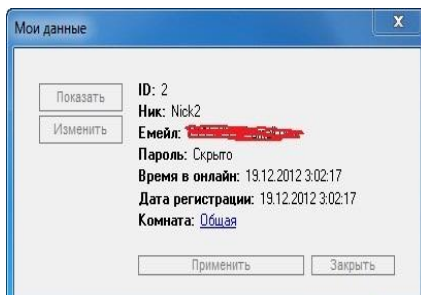 Мои данные
x
Показать
Изменить
ID: 2
Ник: Nick2
Емейл:
Пароль: Скрыто
Время в онлайн: 19.12.2012 3:02:17
Дата регистрации: 19.12.2012 3:02:17
Комната: Общая
Применить
Закрыть